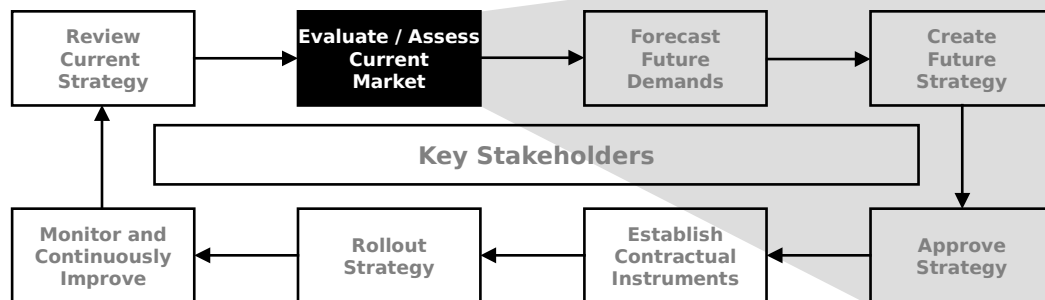 Review
Current
Strategy
Evaluate / Assess
Current
Market
Forecast
Future
Demands
Create
Future
Strategy
Key Stakeholders
Monitor and
Continuously
Improve
Rollout
Strategy
Establish
Contractual
Instruments
Approve
Strategy